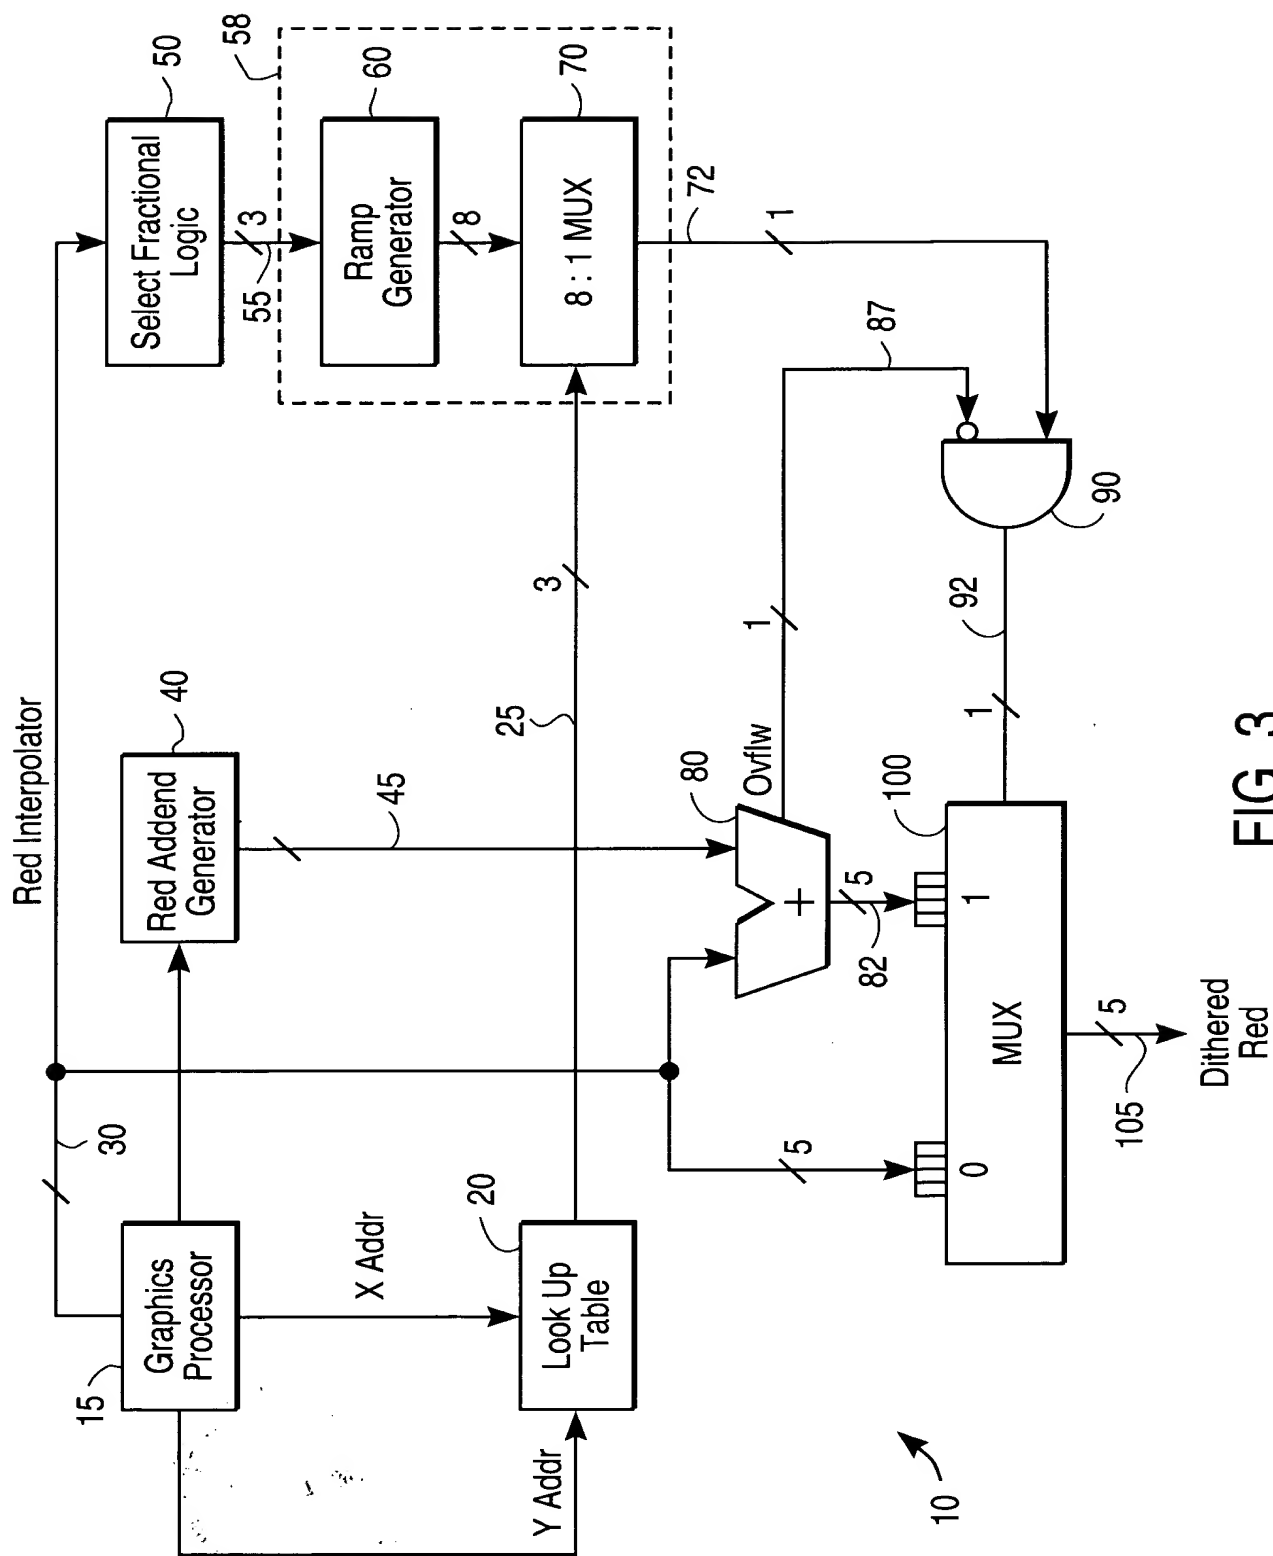 Red Interpolator
15
30
Graphics
Processor
Red Addend
Generator
40
Select Fractional
Logic
50
58
3
55
X Addr
45
Ramp
Generator
60
8
Y Addr
20
25
3
Look Up
Table
8 : 1 MUX
70
72
80
Ovflw
1
1
+
5
5
82
87
100
0
1
MUX
1
92
90
10
5
105
Dithered
Red
FIG 3